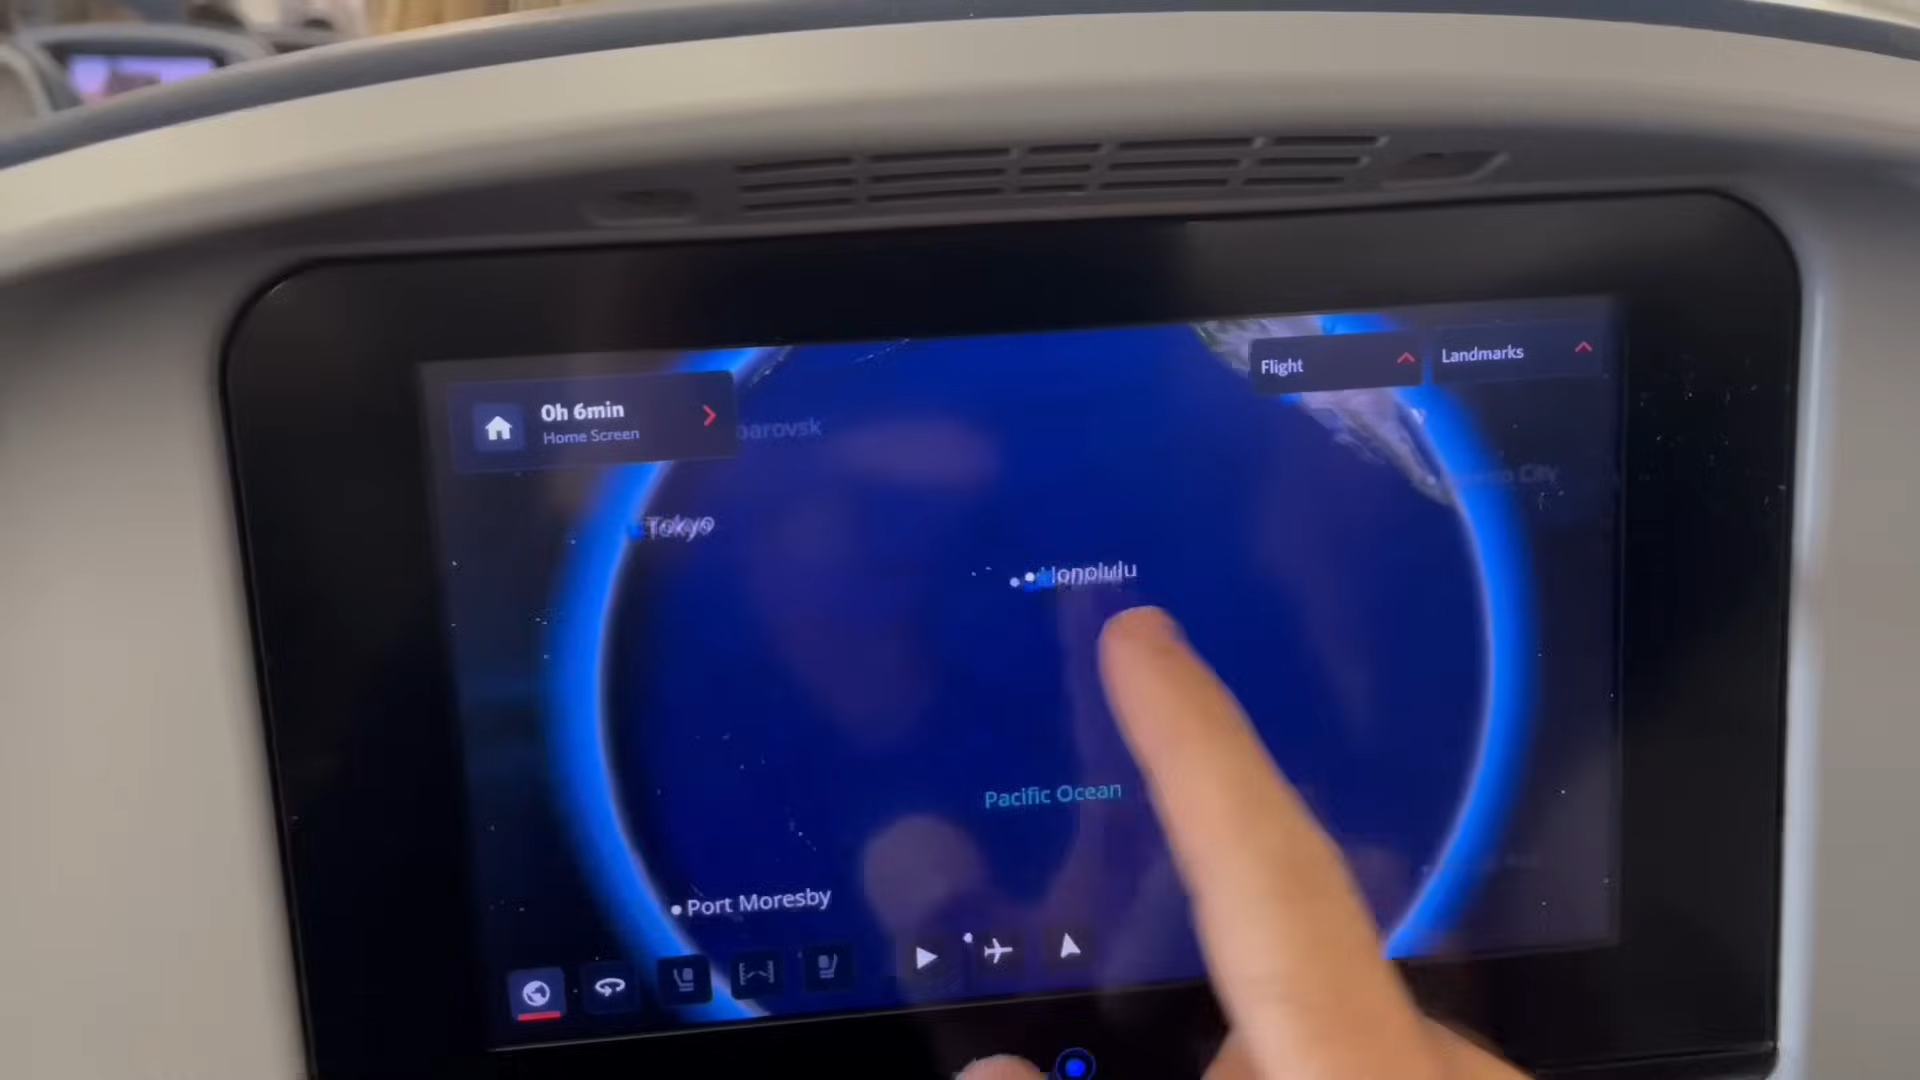 Flight
Landmarks
0h 6min
Home Screen
Tokyo
Honolulu
Pacific Ocean
Port Moresby